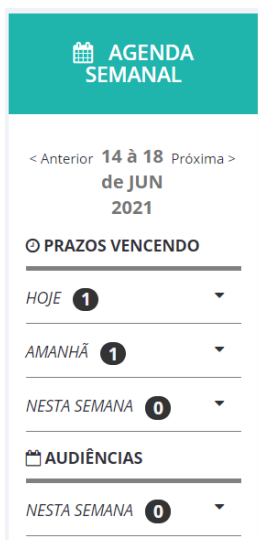 AGENDA
SEMANAL
< Anterior 14 à 18 Próxima >
de JUN
2021
PRAZOS VENCENDO
HOJE 1
AMANHÃ 1
NESTA SEMANA 0
AUDIÊNCIAS
NESTA SEMANA 0